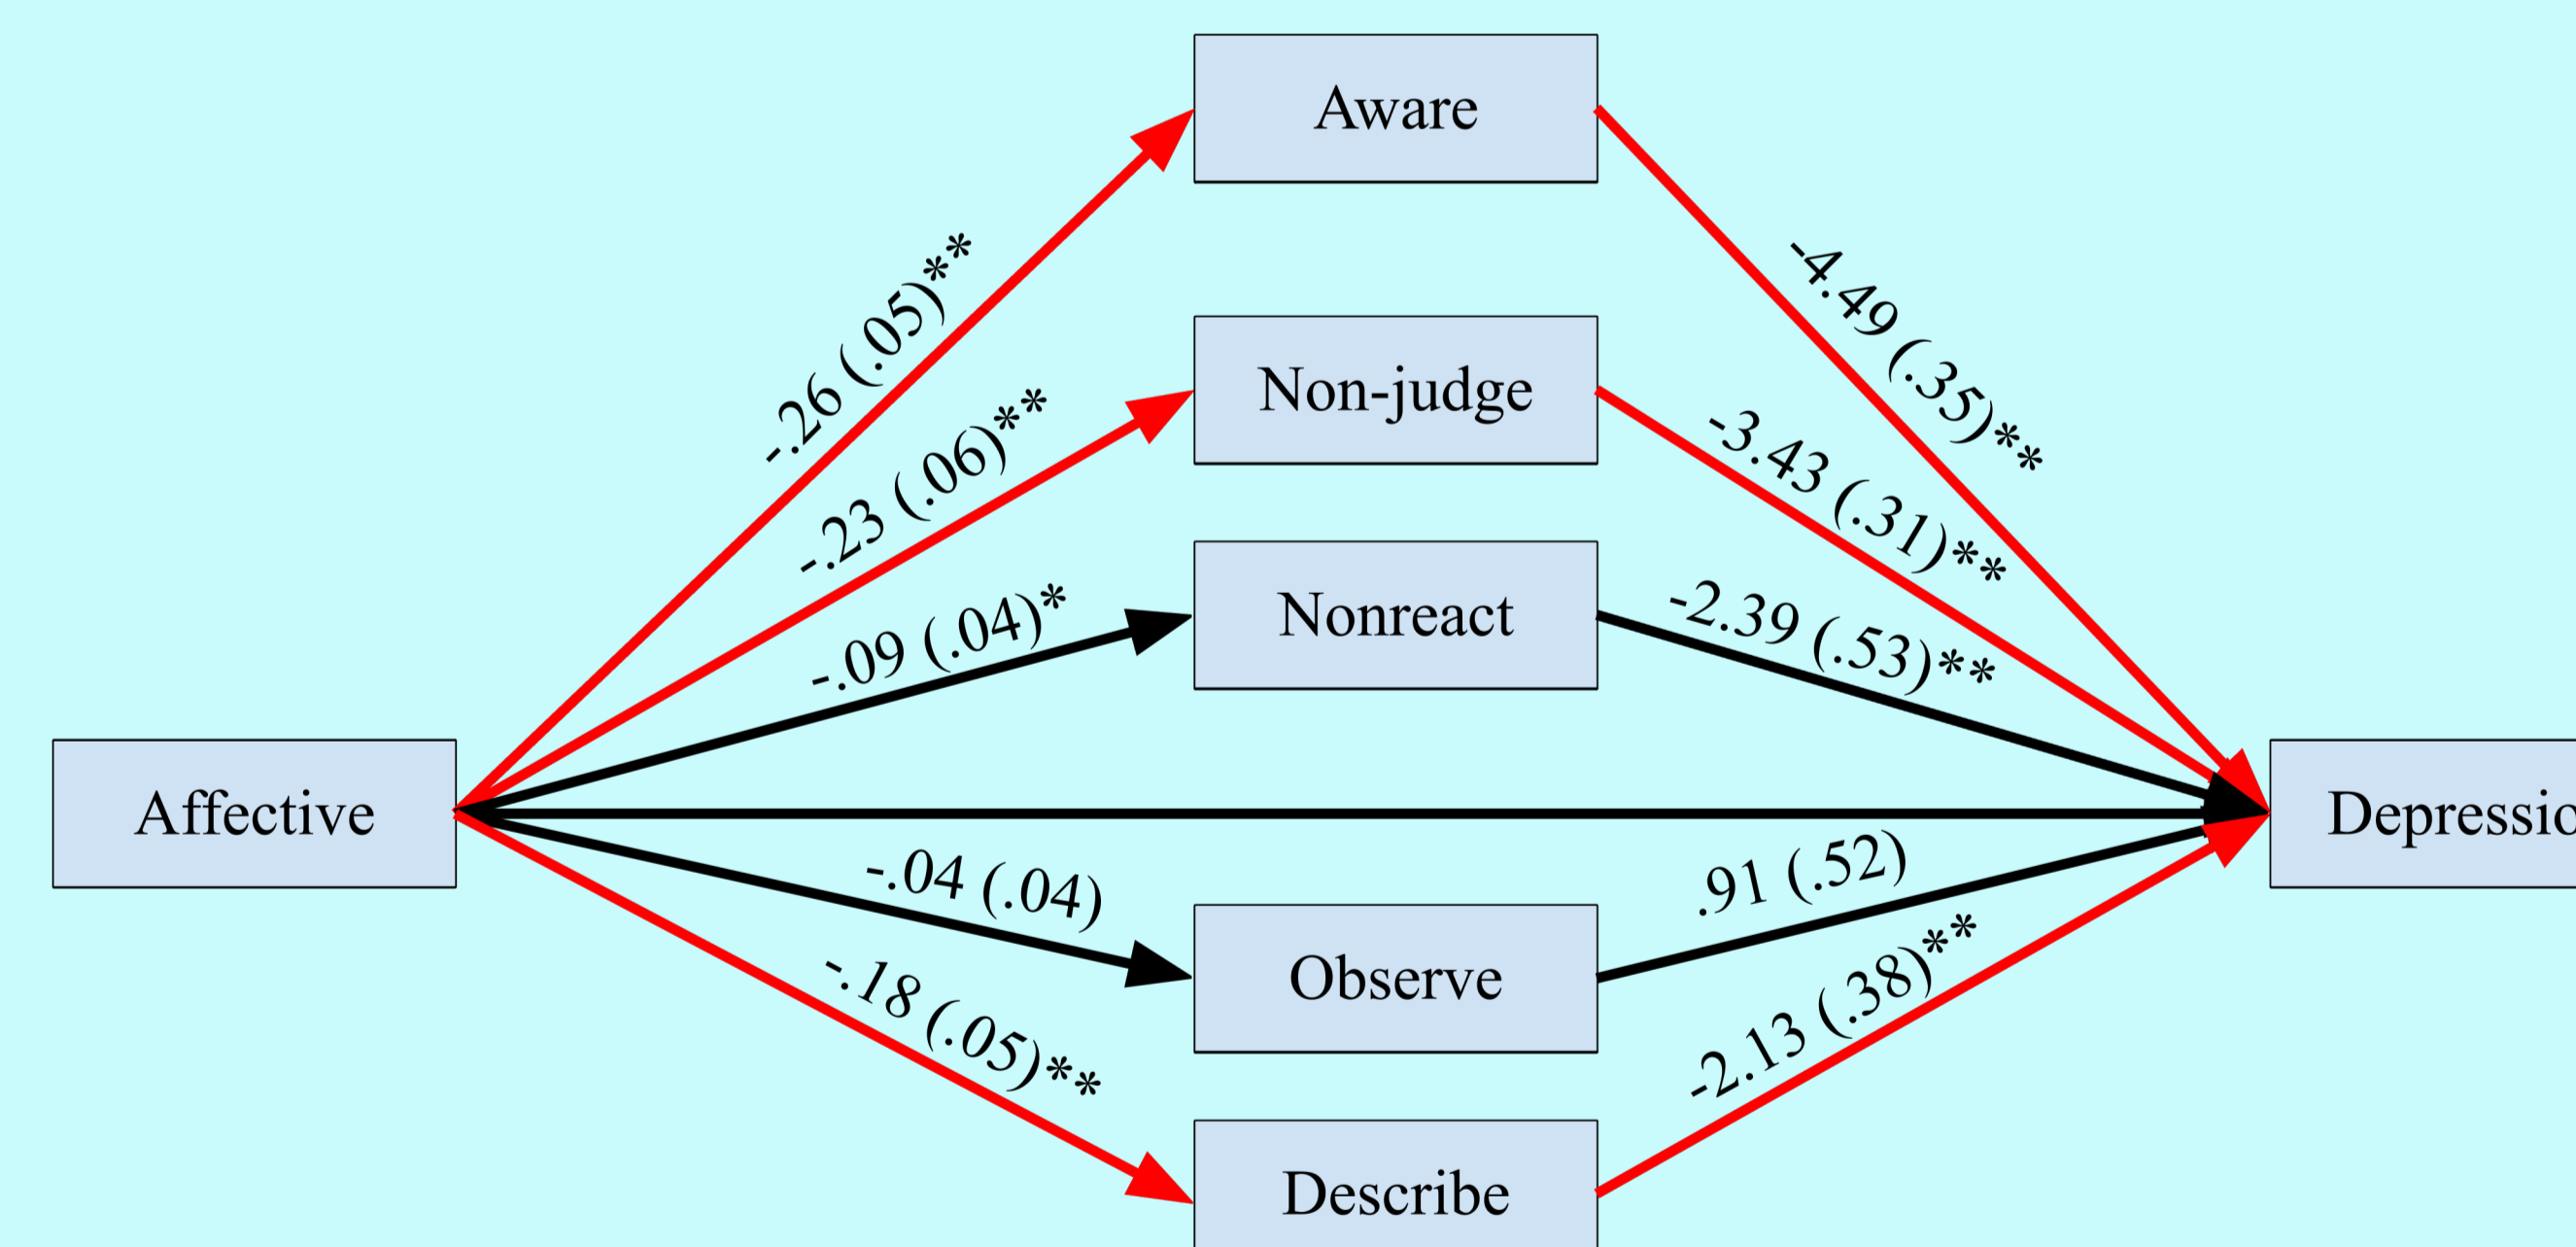 Aware
-.26 (.05)**
-4.49 (.35)**
Non-judge
-.23 (.06)**
-3.43 (.31)**
Nonreact
-.09 (.04)*
-2.39 (.53)**
Affective
Depressio
-.04 (.04)
.91 (.52)
Observe
-.18 (.05)**
-2.13 (.38)**
Describe